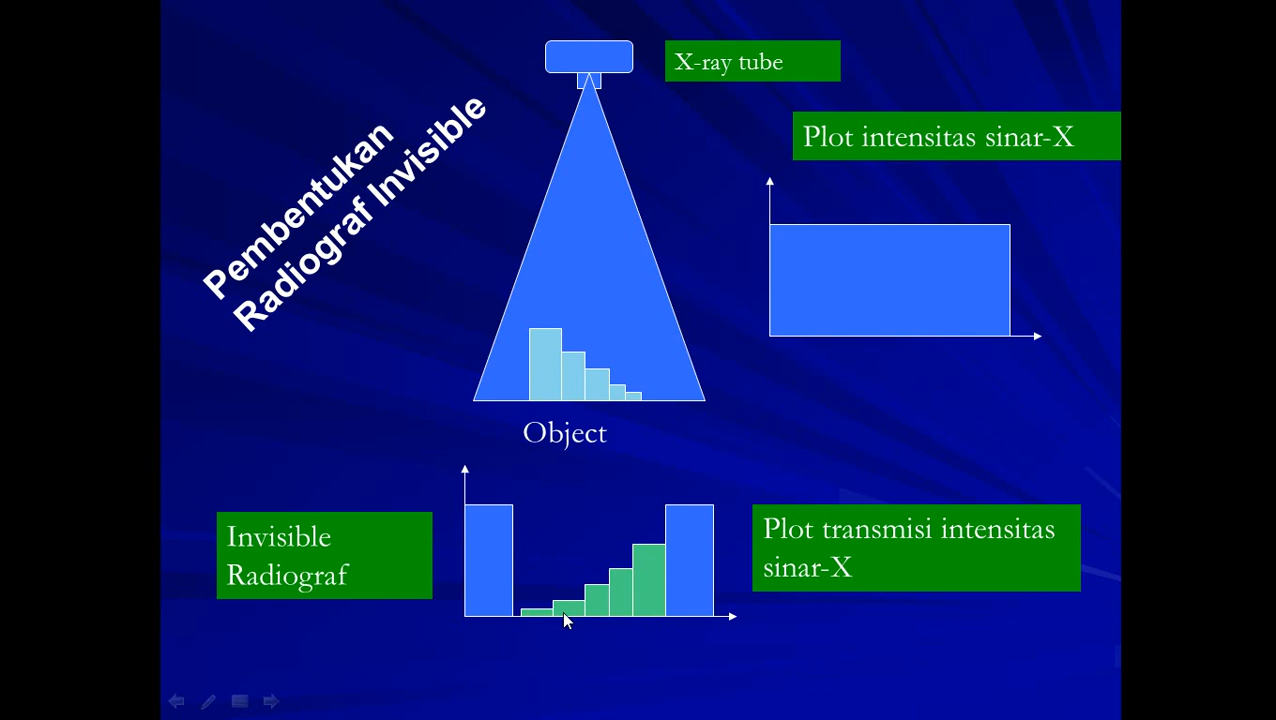 Pembentukan
Radiograf Invisible
X-ray tube
Plot intensitas sinar-X
Object
Invisible
Radiograf
Plot transmisi intensitas
sinar-X